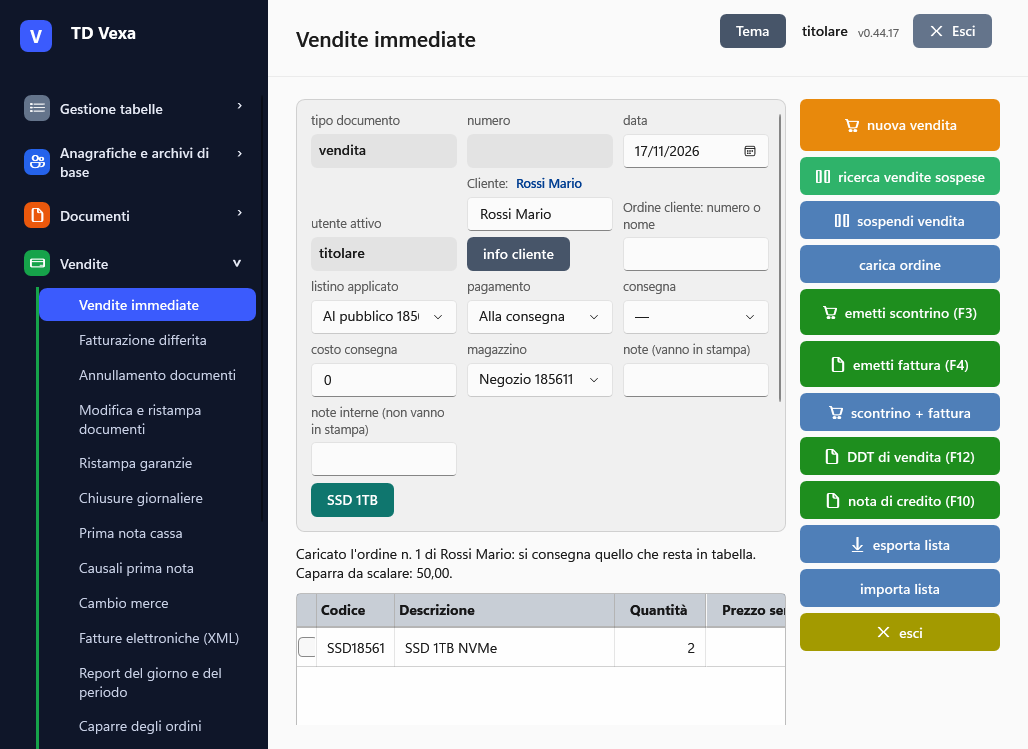 V
TD Vexa
Gestione tabelle
Anagrafiche e archivi di
base
Documenti
Vendite
Vendite immediate
Fatturazione differita
Annullamento documenti
Modifica e ristampa
documenti
Ristampa garanzie
Chiusure giornaliere
Prima nota cassa
Causali prima nota
Cambio merce
Fatture elettroniche (XML)
Report del giorno e del
periodo
Caparre degli ordini
Vendite immediate
Tema
titolare
v0.44.17
Esci
tipo documento
numero
data
vendita
17/11/2026
Cliente: Rossi Mario
utente attivo
Rossi Mario
Ordine cliente: numero o
nome
titolare
info cliente
listino applicato
pagamento
consegna
Al pubblico 1856
Alla consegna
—
costo consegna
magazzino
note (vanno in stampa)
0
Negozio 185611
note interne (non vanno
in stampa)
SSD 1TB
Caricato l'ordine n. 1 di Rossi Mario: si consegna quello che resta in tabella.
Caparra da scalare: 50,00.
Codice
Descrizione
Quantità
Prezzo
SSD18561
SSD 1TB NVMe
2
nuova vendita
ricerca vendite sospese
sospendi vendita
carica ordine
emetti scontrino (F3)
emetti fattura (F4)
scontrino + fattura
DDT di vendita (F12)
nota di credito (F10)
esporta lista
importa lista
esci